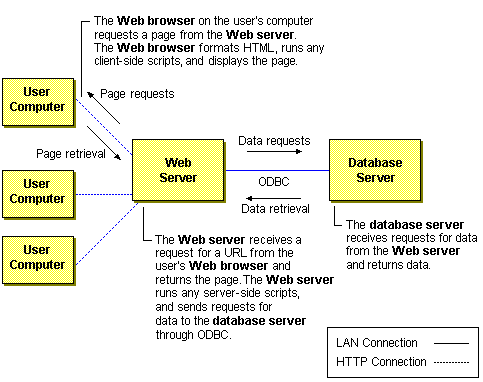 The Web browser on the user's computer
requests a page from the Web server.
The Web browser formats HTML, runs any
client-side scripts, and displays the page.
User
Computer
Page requests
Page retrieval
Data requests
Web
Server
Database
Server
User
Computer
ODBC
Data retrieval
User
Computer
The Web server receives a
request for a URL from the
user's Web browser and
returns the page. The Web server
runs any server-side scripts,
and sends requests for
data to the database server
through ODBC.
The database server
receives requests for data
from the Web server
and returns data.
LAN Connection
HTTP Connection